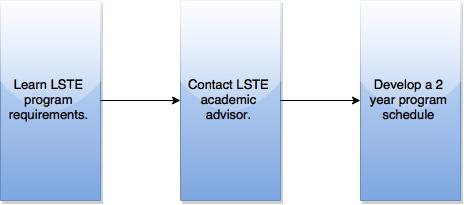 Learn LSTE
program
requirements.
Contact LSTE
academic
advisor.
Develop a 2
year program
schedule